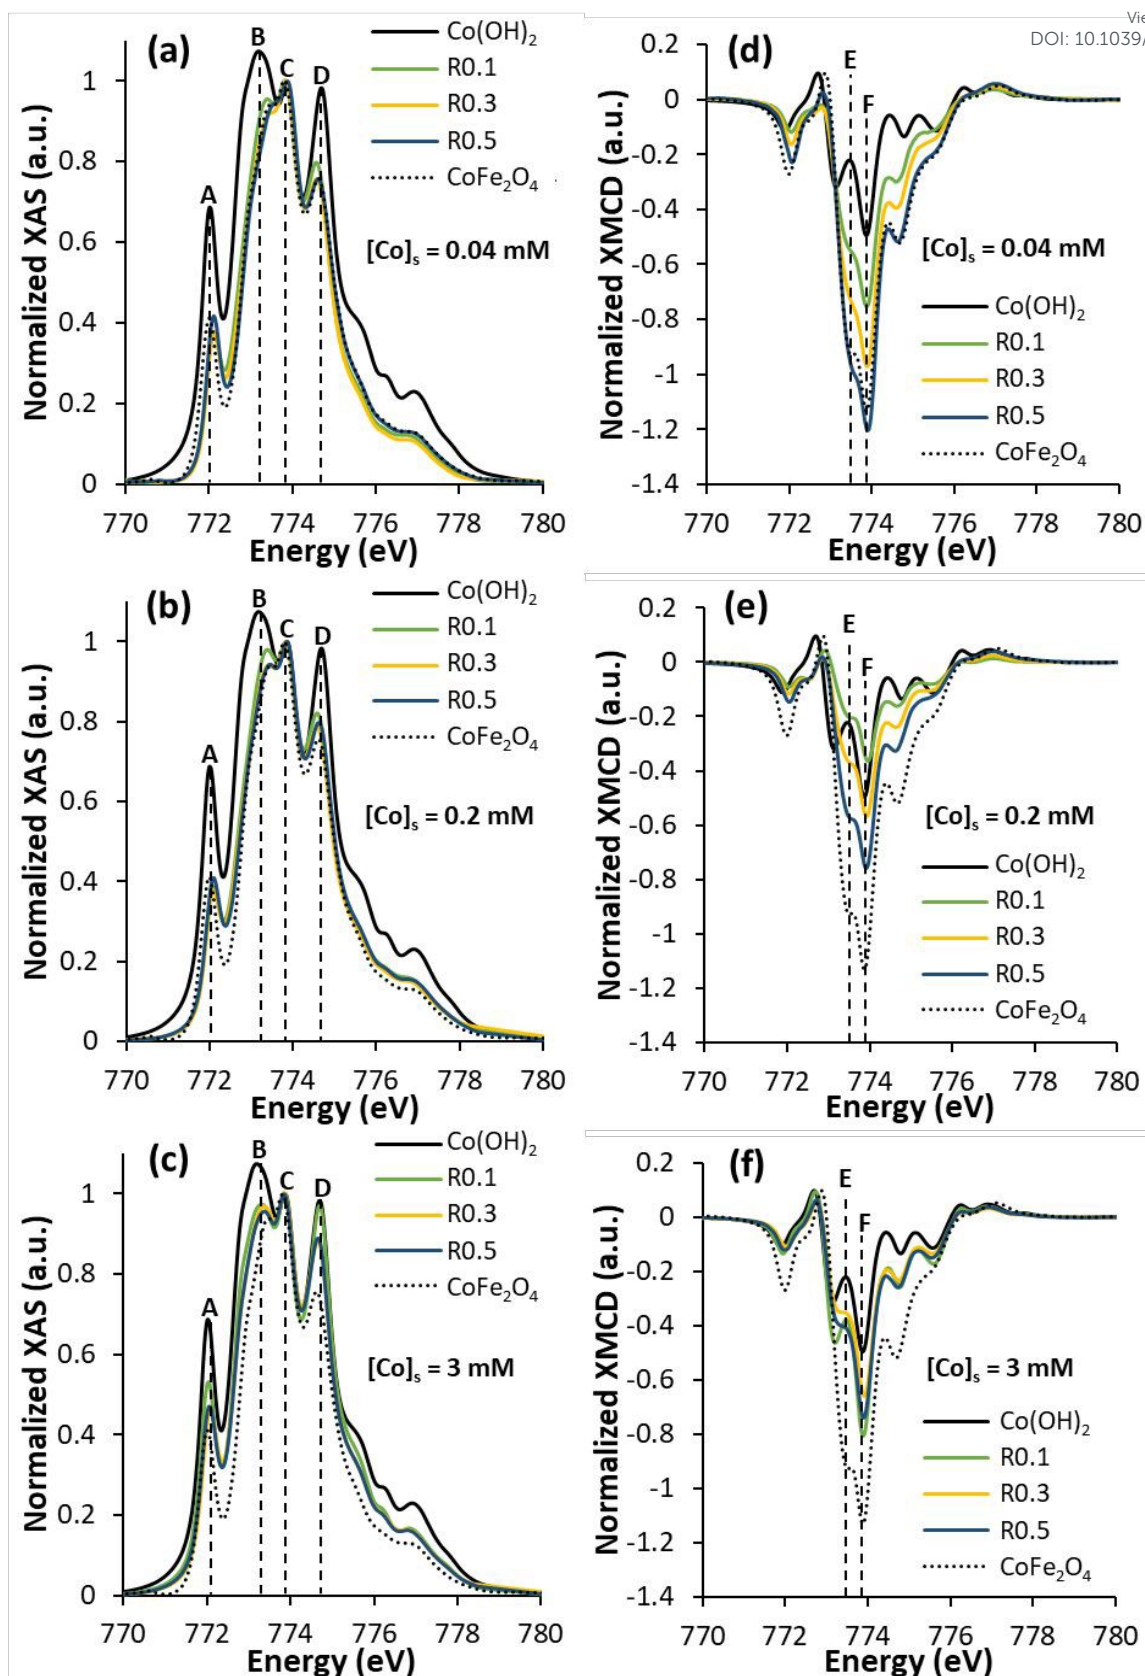 Vie
DOI: 10.1039/
(a)
Normalized XAS (a.u.)
1
0.8
0.6
0.4
0.2
0
A
B
C
D
Co(OH)2
R0.1
R0.3
R0.5
CoFe2O4
[Co]s = 0.04 mM
770 772 774 776 778 780
Energy (eV)
(d)
Normalized XMCD (a.u.)
0.2
0
-0.2
-0.4
-0.6
-0.8
-1
-1.2
-1.4
E
F
[Co]s = 0.04 mM
Co(OH)2
R0.1
R0.3
R0.5
CoFe2O4
770 772 774 776 778 780
Energy (eV)
(b)
Normalized XAS (a.u.)
1
0.8
0.6
0.4
0.2
0
A
B
C
D
Co(OH)2
R0.1
R0.3
R0.5
CoFe2O4
[Co]s = 0.2 mM
770 772 774 776 778 780
Energy (eV)
(e)
Normalized XMCD (a.u.)
0.2
0
-0.2
-0.4
-0.6
-0.8
-1
-1.2
-1.4
E
F
[Co]s = 0.2 mM
Co(OH)2
R0.1
R0.3
R0.5
CoFe2O4
770 772 774 776 778 780
Energy (eV)
(c)
Normalized XAS (a.u.)
1
0.8
0.6
0.4
0.2
0
A
B
C
D
Co(OH)2
R0.1
R0.3
R0.5
CoFe2O4
[Co]s = 3 mM
770 772 774 776 778 780
Energy (eV)
(f)
Normalized XMCD (a.u.)
0.2
0
-0.2
-0.4
-0.6
-0.8
-1
-1.2
-1.4
E
F
[Co]s = 3 mM
Co(OH)2
R0.1
R0.3
R0.5
CoFe2O4
770 772 774 776 778 780
Energy (eV)